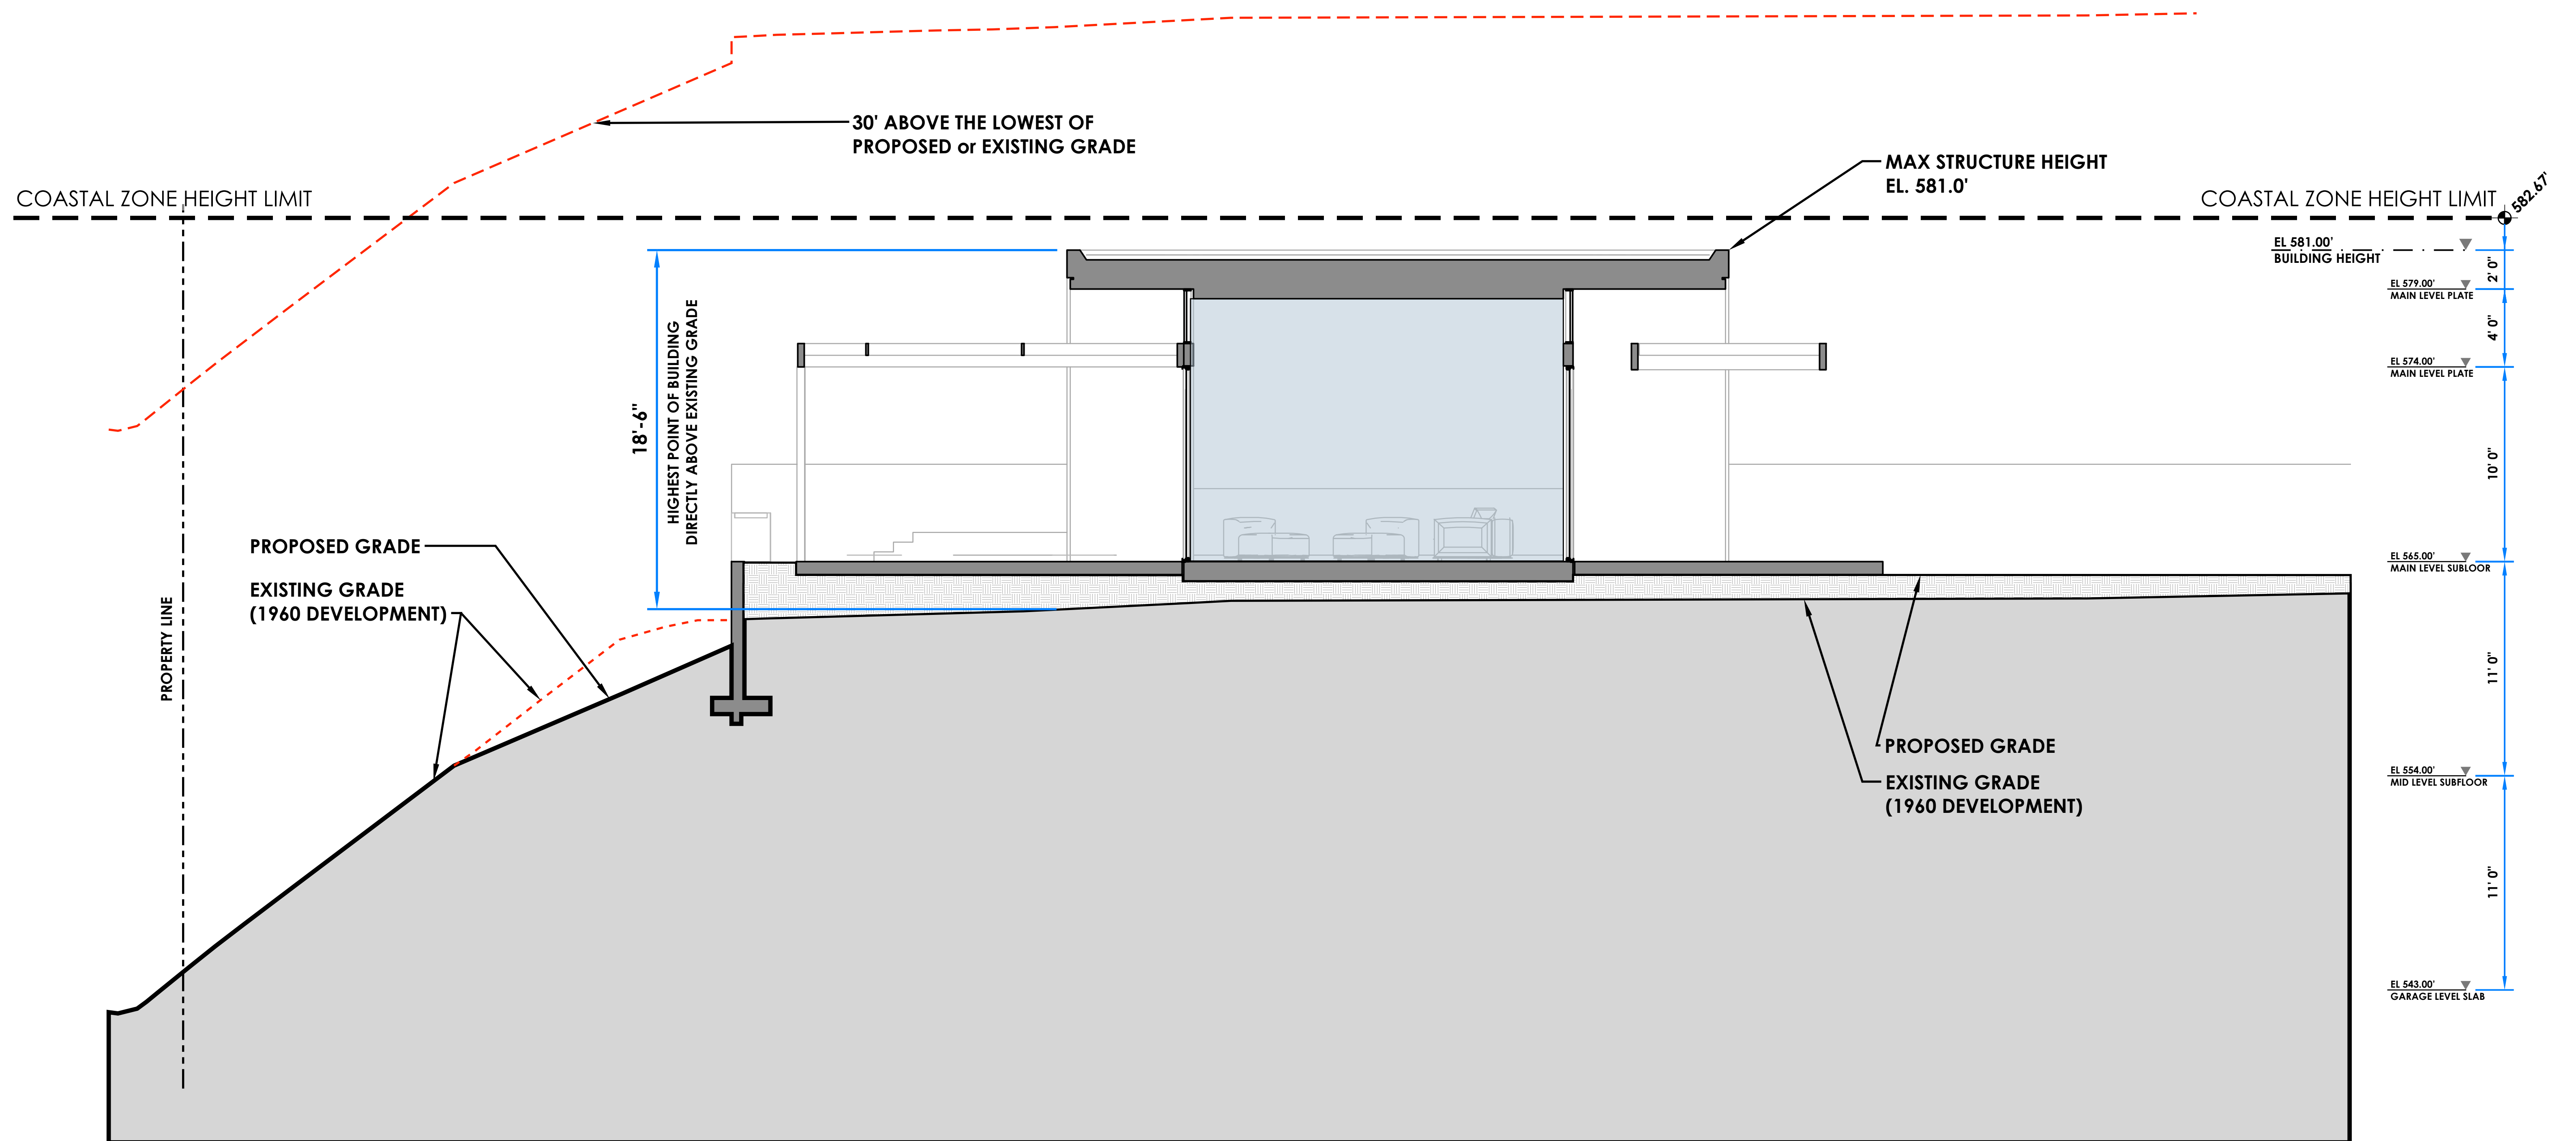 30' ABOVE THE LOWEST OF
PROPOSED or EXISTING GRADE
MAX STRUCTURE HEIGHT
EL. 581.0'
COASTAL ZONE HEIGHT LIMIT
COASTAL ZONE HEIGHT LIMIT
582.67'
EL 581.00'
BUILDING HEIGHT
2' 0"
EL 579.00'
MAIN LEVEL PLATE
4' 0"
EL 574.00'
MAIN LEVEL PLATE
18'-6"
HIGHEST POINT OF BUILDING
DIRECTLY ABOVE EXISTING GRADE
10' 0"
PROPOSED GRADE
EXISTING GRADE
(1960 DEVELOPMENT)
EL 565.00'
MAIN LEVEL SUBLOOR
PROPERTY LINE
11' 0"
PROPOSED GRADE
EXISTING GRADE
(1960 DEVELOPMENT)
EL 554.00'
MID LEVEL SUBFLOOR
11' 0"
EL 543.00'
GARAGE LEVEL SLAB